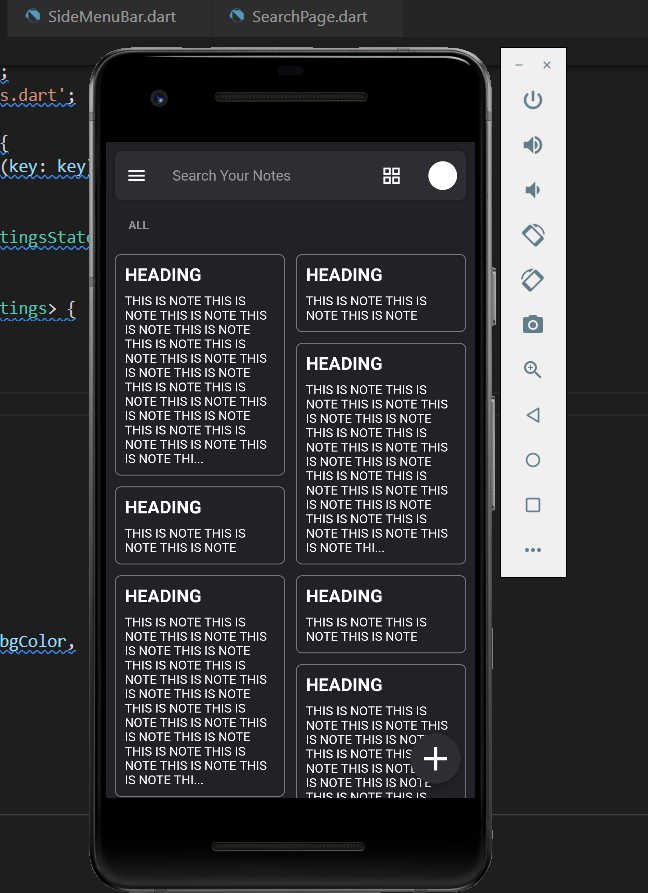 SideMenuBar.dart
SearchPage.dart
;
s.dart';
{
(key: key)
tingsState
tings> {
bgColor,
Search Your Notes
ALL
HEADING
THIS IS NOTE THIS IS
NOTE THIS IS NOTE THIS
IS NOTE THIS IS NOTE
THIS IS NOTE THIS IS
NOTE THIS IS NOTE THIS
IS NOTE THIS IS NOTE
THIS IS NOTE THIS IS
NOTE THIS IS NOTE THIS
IS NOTE THIS IS NOTE
THIS IS NOTE THIS IS
NOTE THIS IS NOTE THIS
IS NOTE THI...
HEADING
THIS IS NOTE THIS IS
NOTE THIS IS NOTE
HEADING
THIS IS NOTE THIS IS
NOTE THIS IS NOTE THIS
IS NOTE THIS IS NOTE
THIS IS NOTE THIS IS
NOTE THIS IS NOTE THIS
IS NOTE THIS IS NOTE
THIS IS NOTE THIS IS
NOTE THIS IS NOTE THIS
IS NOTE THIS IS NOTE
THIS IS NOTE THIS IS
NOTE THIS IS NOTE THIS
IS NOTE THI...
HEADING
THIS IS NOTE THIS IS
NOTE THIS IS NOTE
HEADING
THIS IS NOTE THIS IS
NOTE THIS IS NOTE THIS
IS NOTE THIS IS NOTE
THIS IS NOTE THIS IS
NOTE THIS IS NOTE THIS
IS NOTE THIS IS NOTE
THIS IS NOTE THIS IS
NOTE THIS IS NOTE THIS
IS NOTE THIS IS NOTE
THIS IS NOTE THIS IS
NOTE THIS IS NOTE THIS
IS NOTE THI...
HEADING
THIS IS NOTE THIS IS
NOTE THIS IS NOTE
HEADING
THIS IS NOTE THIS IS
NOTE THIS IS NOTE THIS
IS NOTE THIS IS NOT
THIS IS NOTE THIS
NOTE THIS IS NOT
IS NOTE THIS IS NOTE
THIS IS NOTE THIS IS